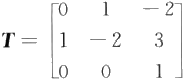 T = [0 1 -2
1 -2 3
0 0 1]